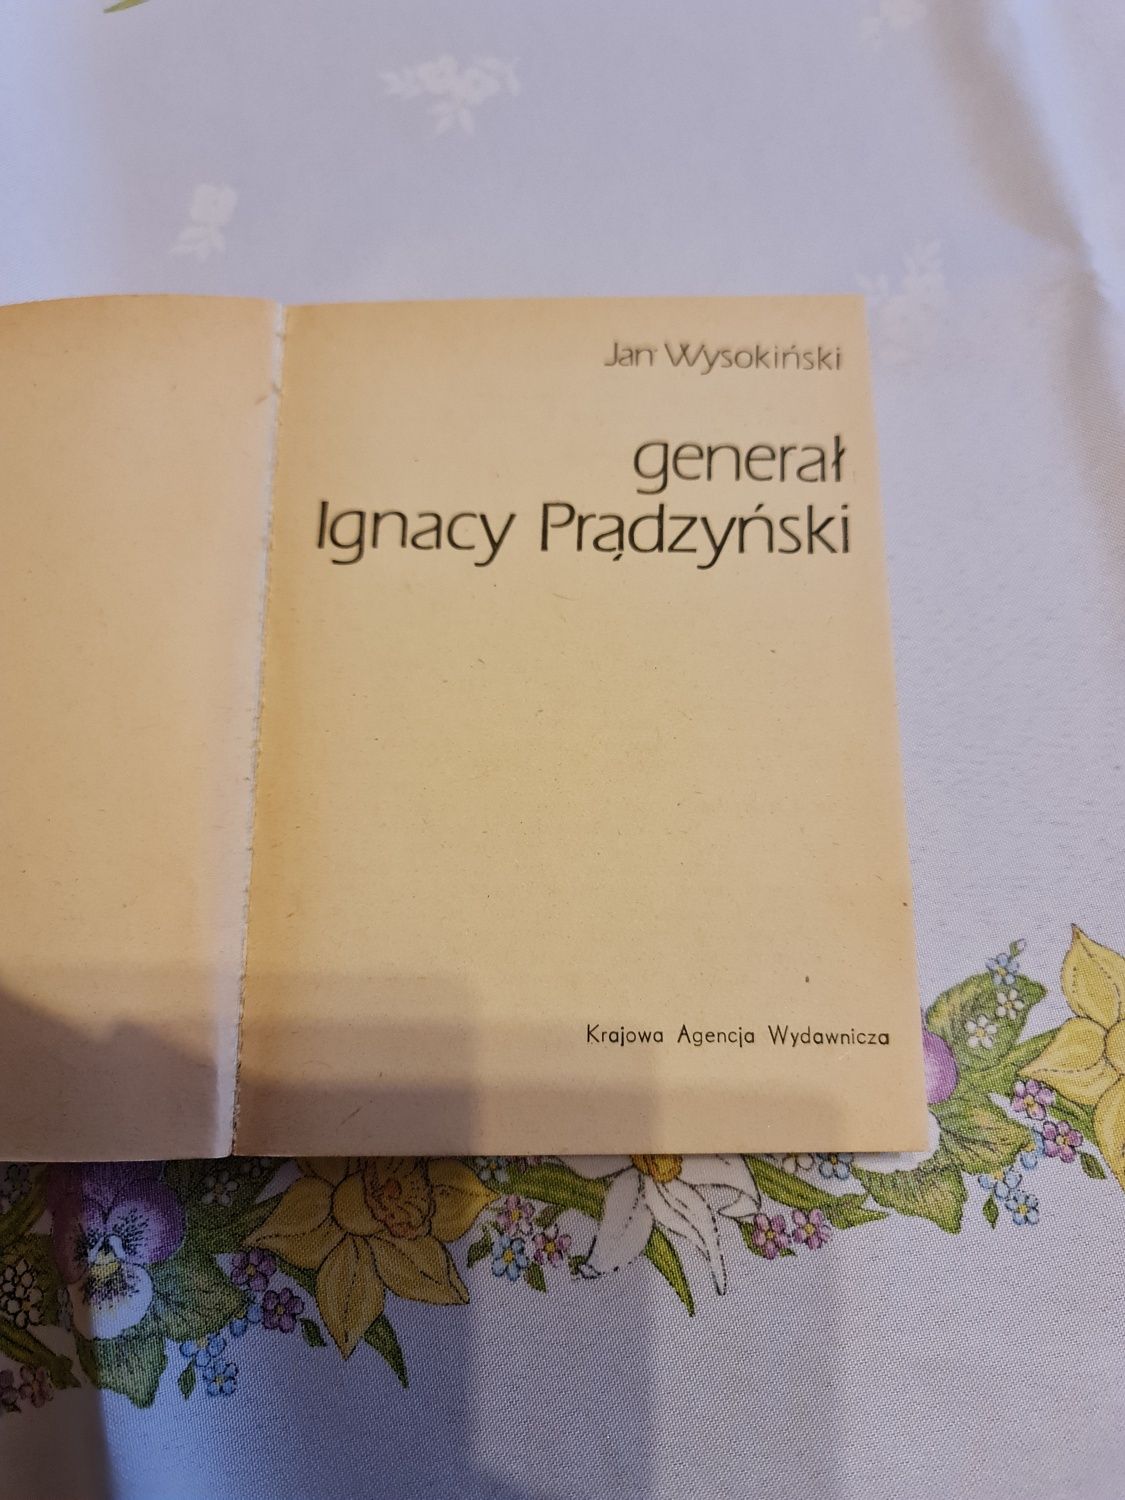 Jan Wysokiński
generał
Ignacy Prądzyński
Krajowa Agencja Wydawnicza